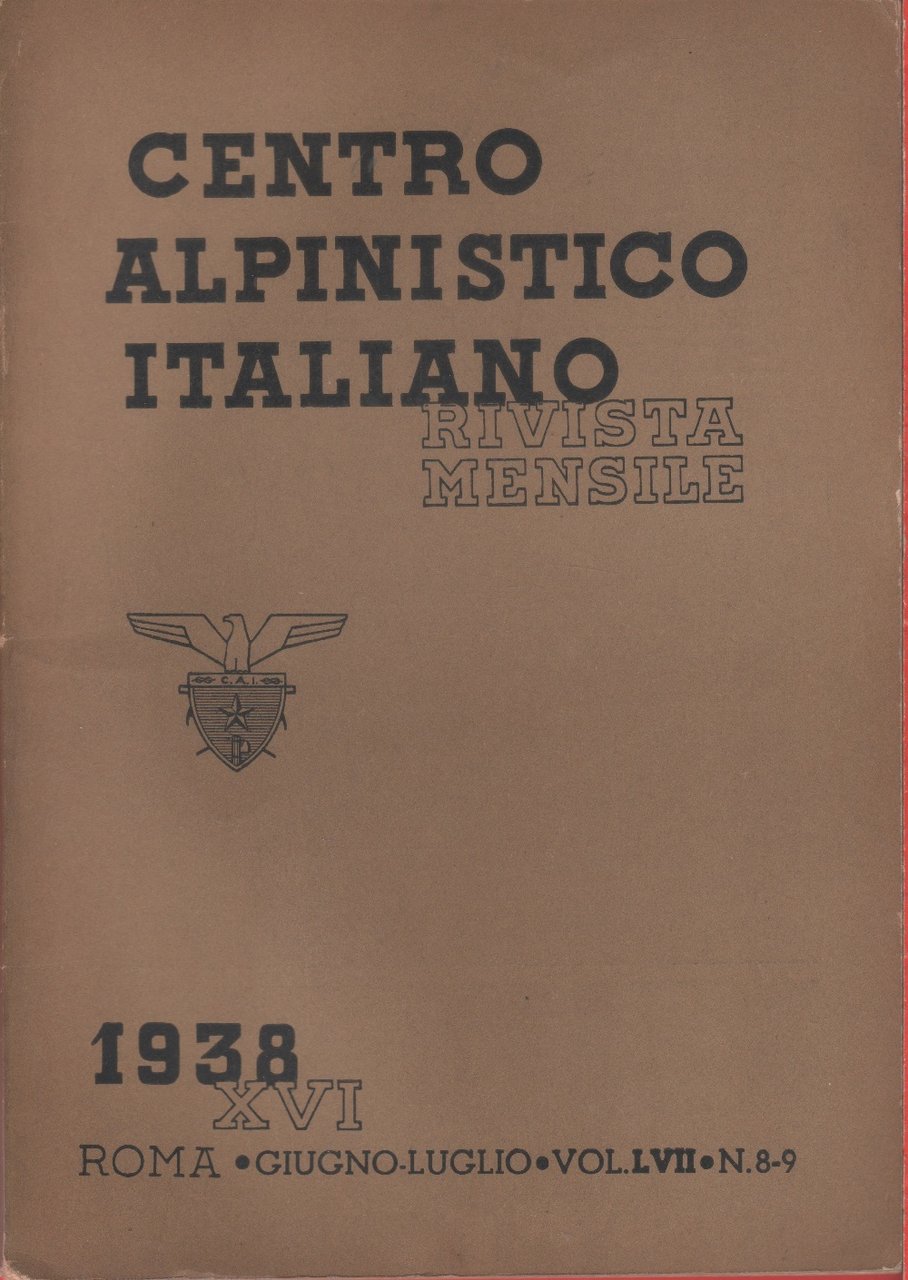 CENTRO
ALPINISTICO
ITALIANO
RIVISTA
MENSILE
C.A.I.
1938
XVI
ROMA •GIUGNO-LUGLIO•VOL.LVII•N.8-9